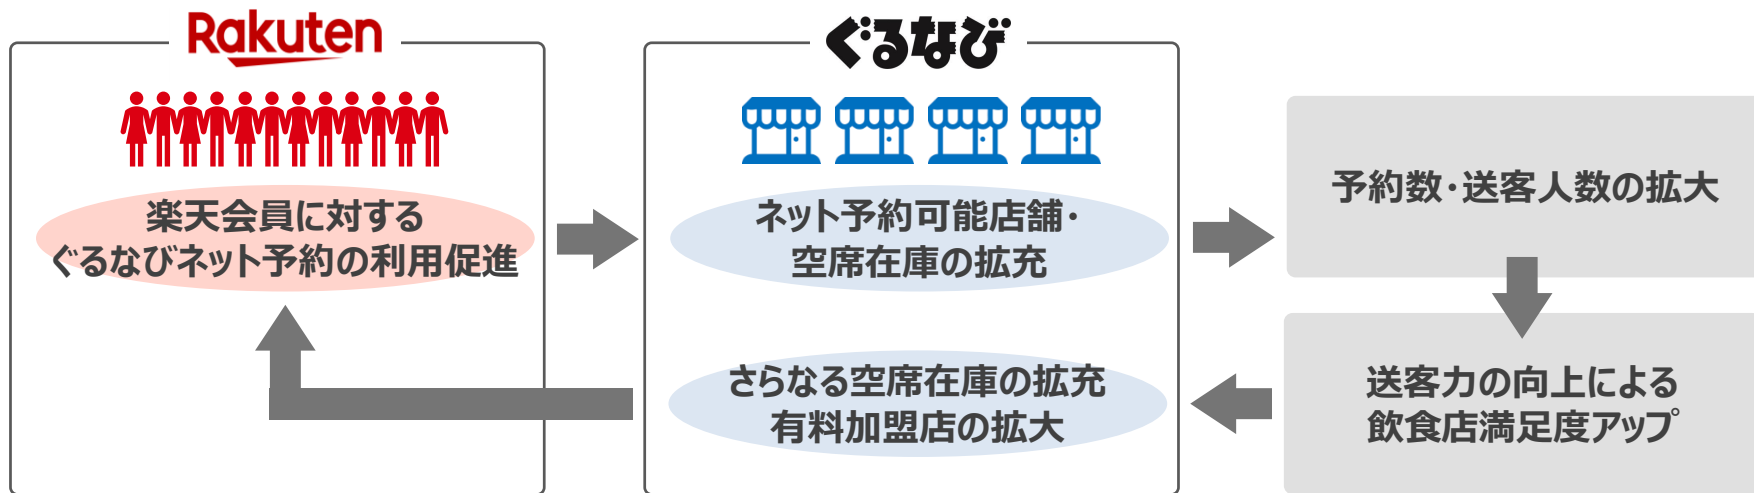 Rakuten
楽天会員に対する
ぐるなびネット予約の利用促進
ぐるなび
ネット予約可能店舗・
空席在庫の拡充
さらなる空席在庫の拡充
有料加盟店の拡大
予約数・送客人数の拡大
送客力の向上による
飲食店満足度アップ